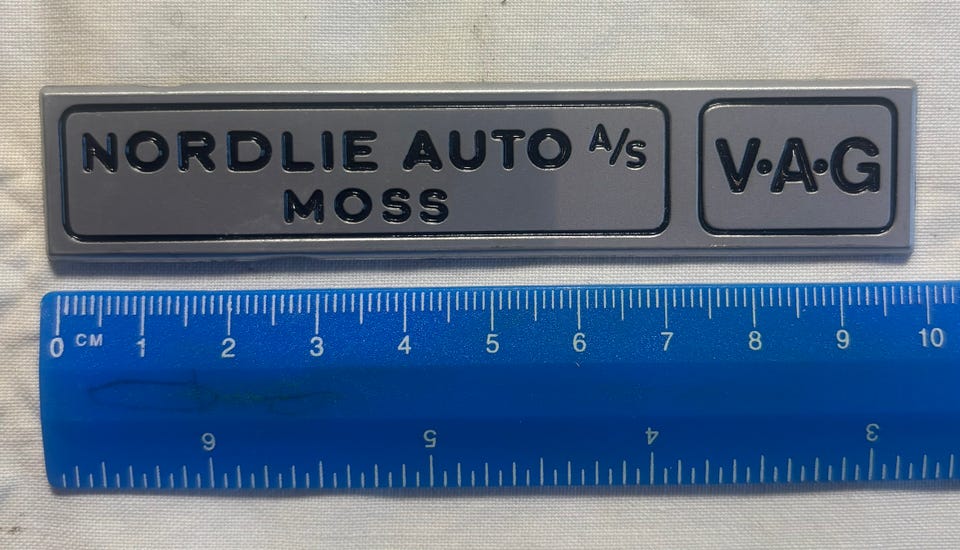 NORDLIE AUTO A/S
MOSS
V·A·G
0 CM 1 2 3 4 5 6 7 8 9 10
6 5 4 3